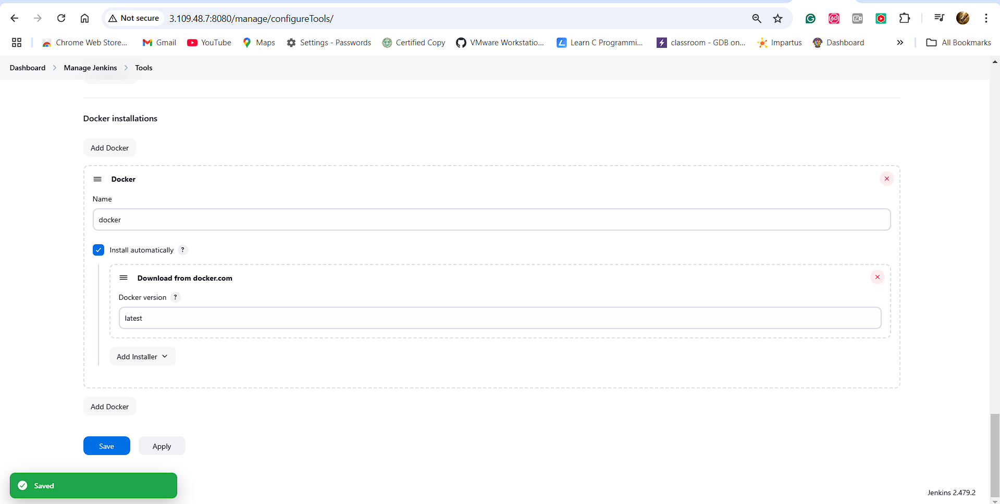 Not secure 3.109.48.7:8080/manage/configureTools/
Chrome Web Store... Gmail YouTube Maps Settings - Passwords Certified Copy VMware Workstatio... Learn C Programmi... classroom - GDB on... Impartus Dashboard » All Bookmarks
Dashboard > Manage Jenkins > Tools
Docker installations
Add Docker
Docker
Name
docker
Install automatically ?
Download from docker.com
Docker version ?
latest
Add Installer
Add Docker
Save Apply
Saved
Jenkins 2.479.2